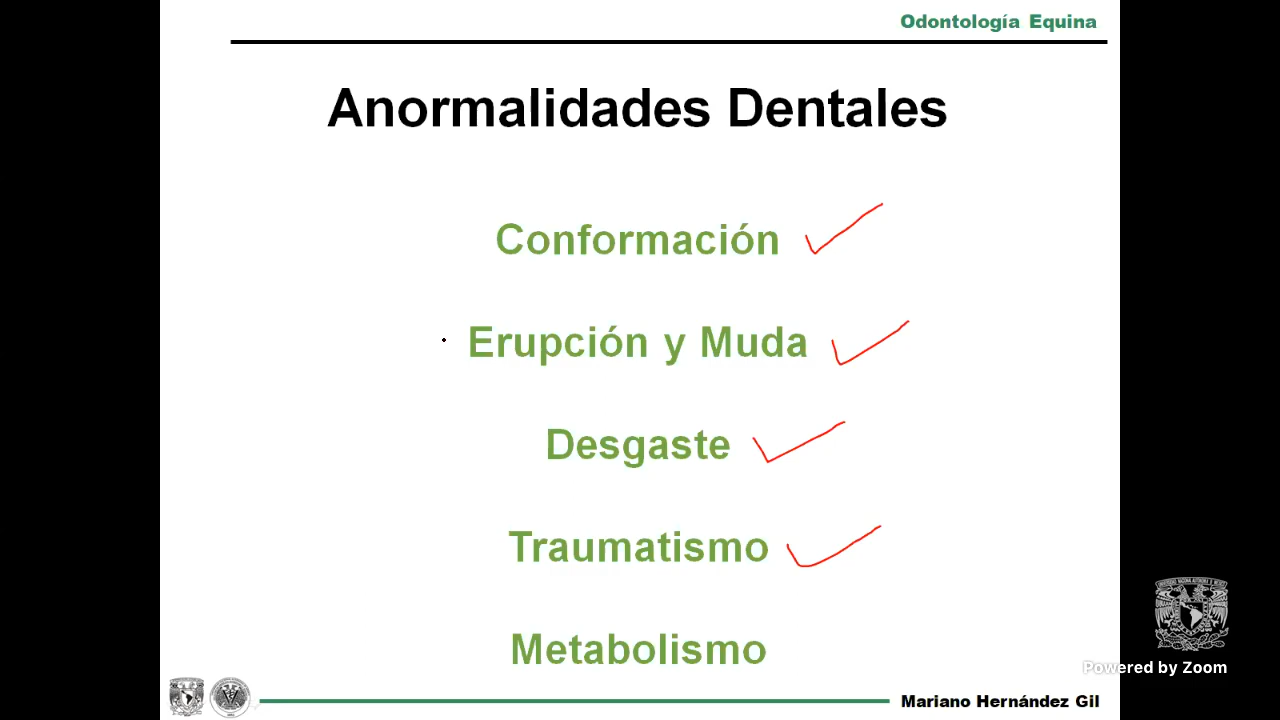 Odontología Equina
Anormalidades Dentales
Conformación
Erupción y Muda
Desgaste
Traumatismo
Metabolismo
Powered by Zoom
Mariano Hernández Gil